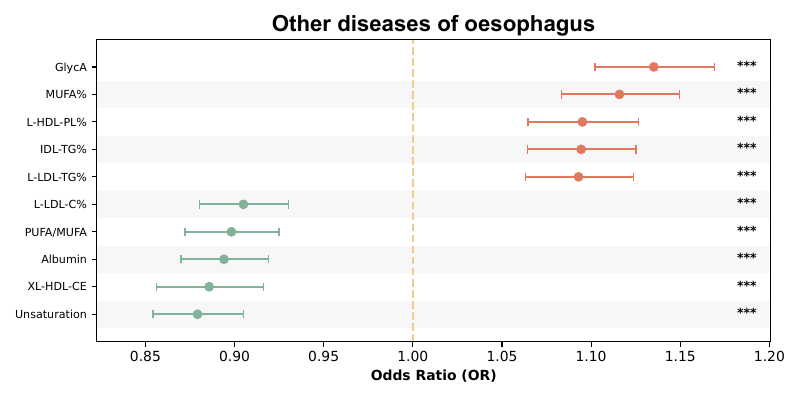 Other diseases of oesophagus
GlycA ***
MUFA% ***
L-HDL-PL% ***
IDL-TG% ***
L-LDL-TG% ***
L-LDL-C% ***
PUFA/MUFA ***
Albumin ***
XL-HDL-CE ***
Unsaturation ***
0.85 0.90 0.95 1.00 1.05 1.10 1.15 1.20
Odds Ratio (OR)